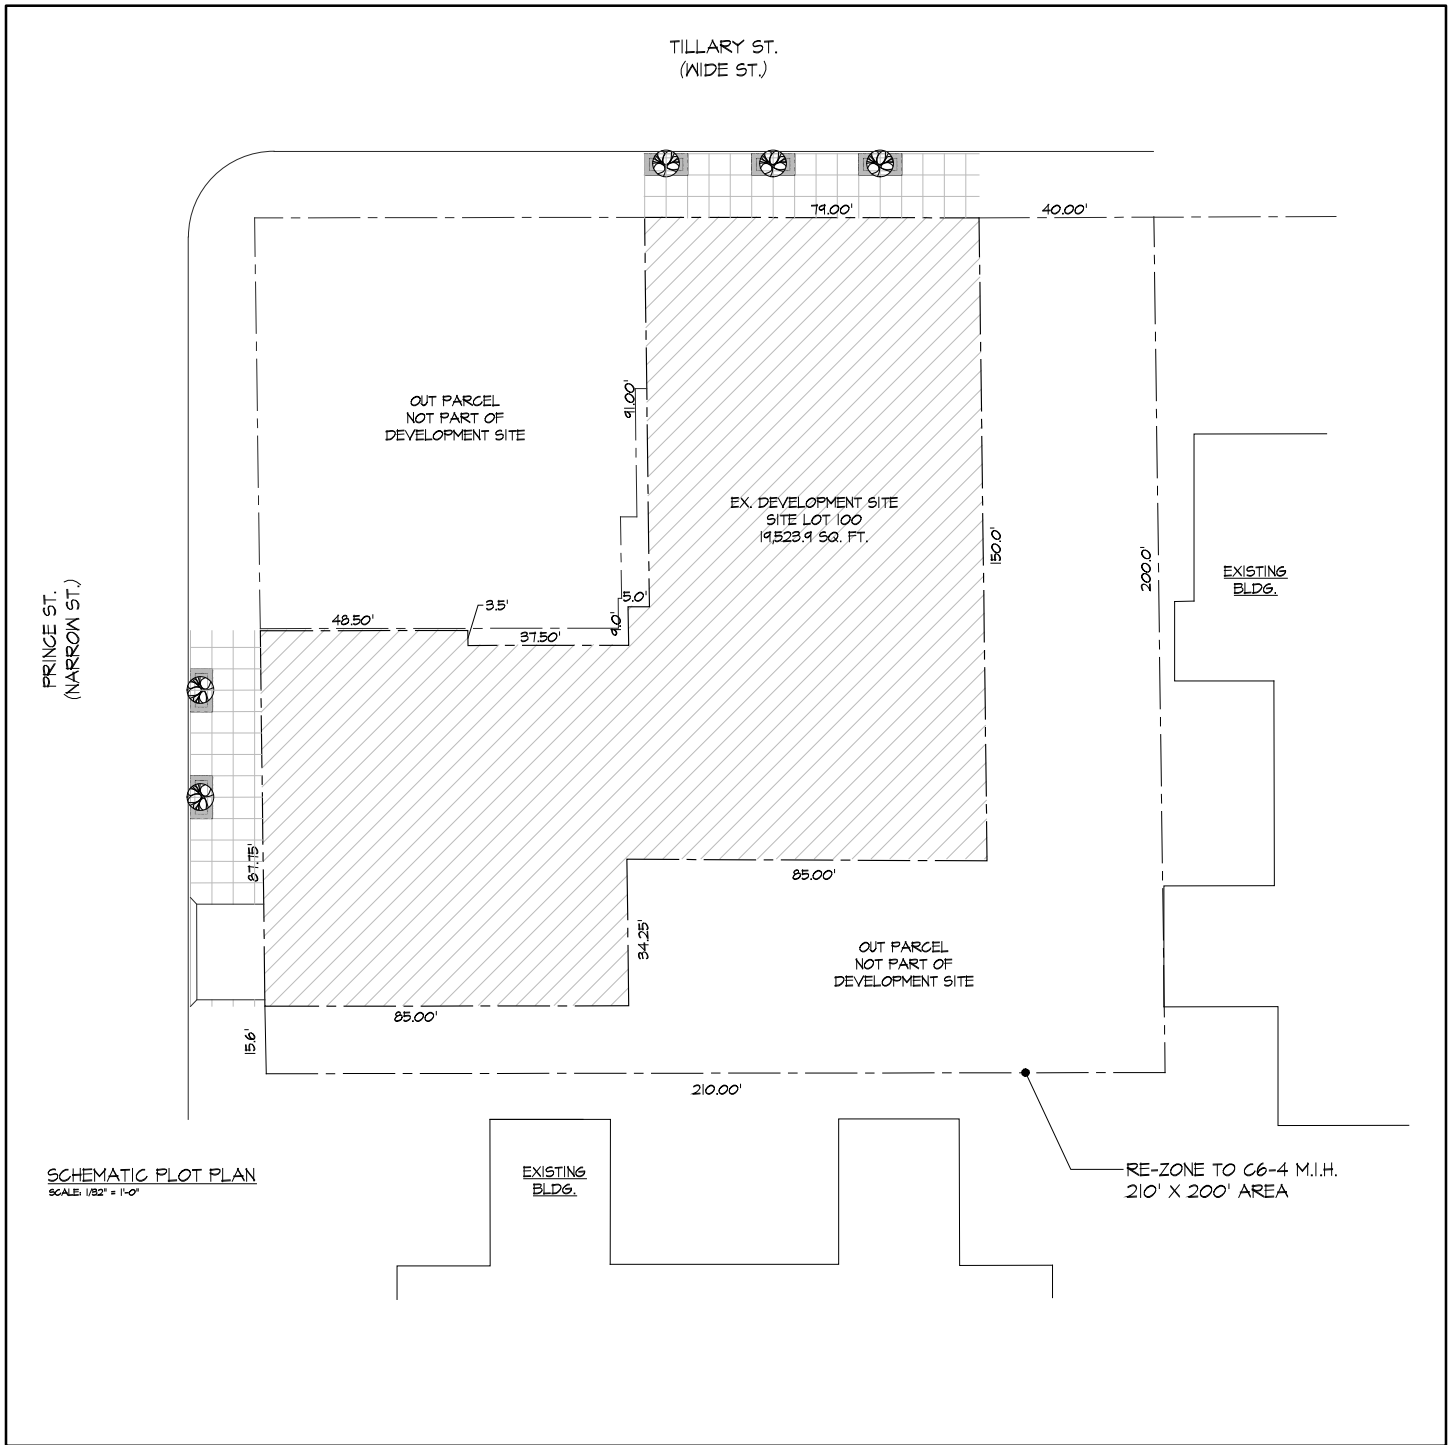 TILLARY ST.
(WIDE ST.)
79.00'
40.00'
91.00'
OUT PARCEL
NOT PART OF
DEVELOPMENT SITE
EX. DEVELOPMENT SITE
SITE LOT 100
19,523.9 SQ. FT.
150.0'
200.0'
EXISTING
BLDG.
PRINCE ST.
(NARROW ST.)
48.50'
3.5'
37.50'
5.0'
9.0'
87.75'
85.00'
34.25'
OUT PARCEL
NOT PART OF
DEVELOPMENT SITE
85.00'
15.6'
210.00'
SCHEMATIC PLOT PLAN
SCALE: 1/32" = 1'-0"
EXISTING
BLDG.
RE-ZONE TO C6-4 M.I.H.
210' X 200' AREA